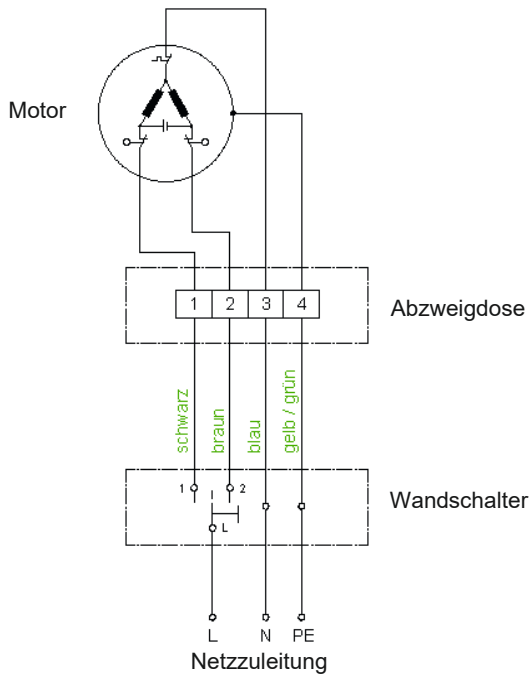 Motor
1 2 3 4
Abzweigdose
schwarz
braun
blau
gelb / grün
1 2
L
Wandschalter
L N PE
Netzzuleitung